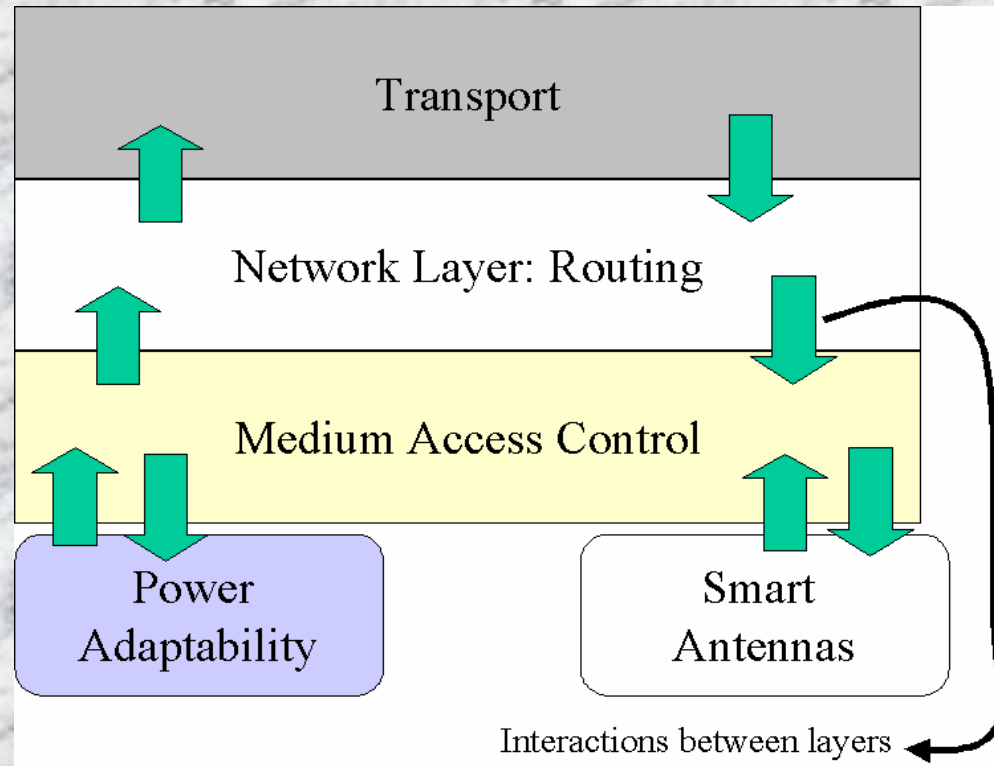 Transport
Network Layer: Routing
Medium Access Control
Power
Adaptability
Smart
Antennas
Interactions between layers